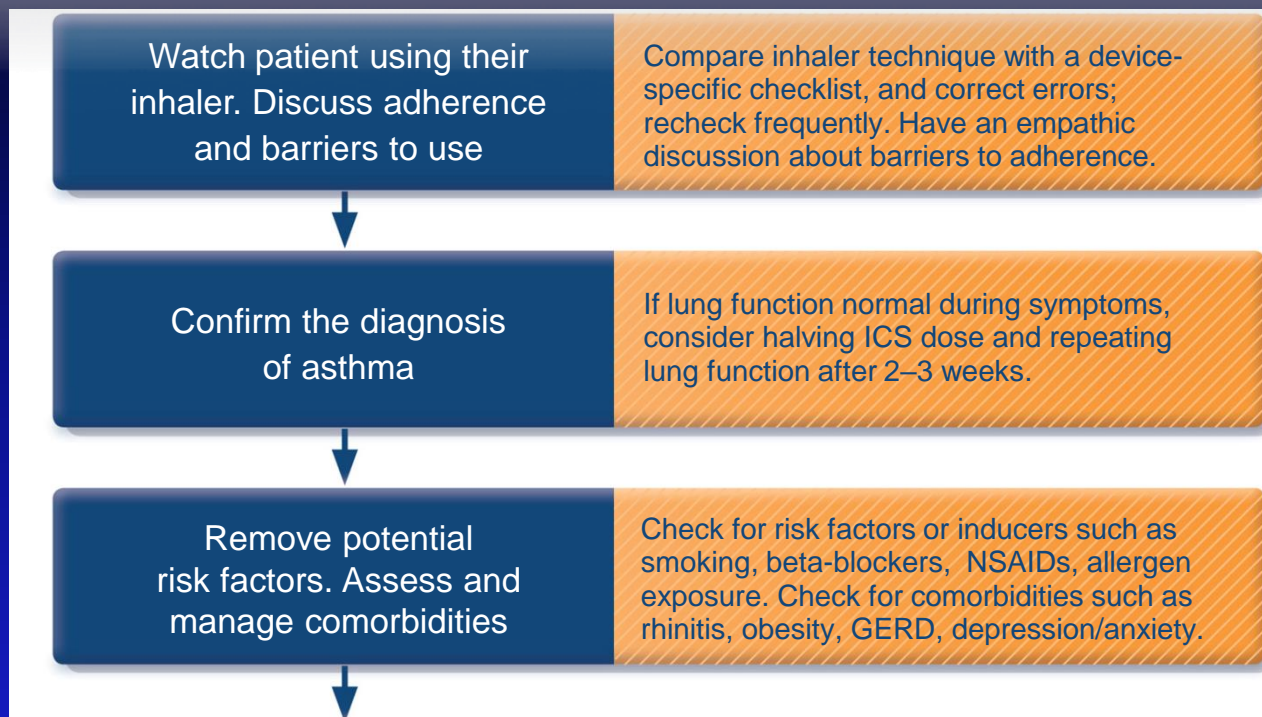 Watch patient using their
inhaler. Discuss adherence
and barriers to use
Compare inhaler technique with a device-
specific checklist, and correct errors;
recheck frequently. Have an empathic
discussion about barriers to adherence.
Confirm the diagnosis
of asthma
If lung function normal during symptoms,
consider halving ICS dose and repeating
lung function after 2–3 weeks.
Remove potential
risk factors. Assess and
manage comorbidities
Check for risk factors or inducers such as
smoking, beta-blockers, NSAIDs, allergen
exposure. Check for comorbidities such as
rhinitis, obesity, GERD, depression/anxiety.